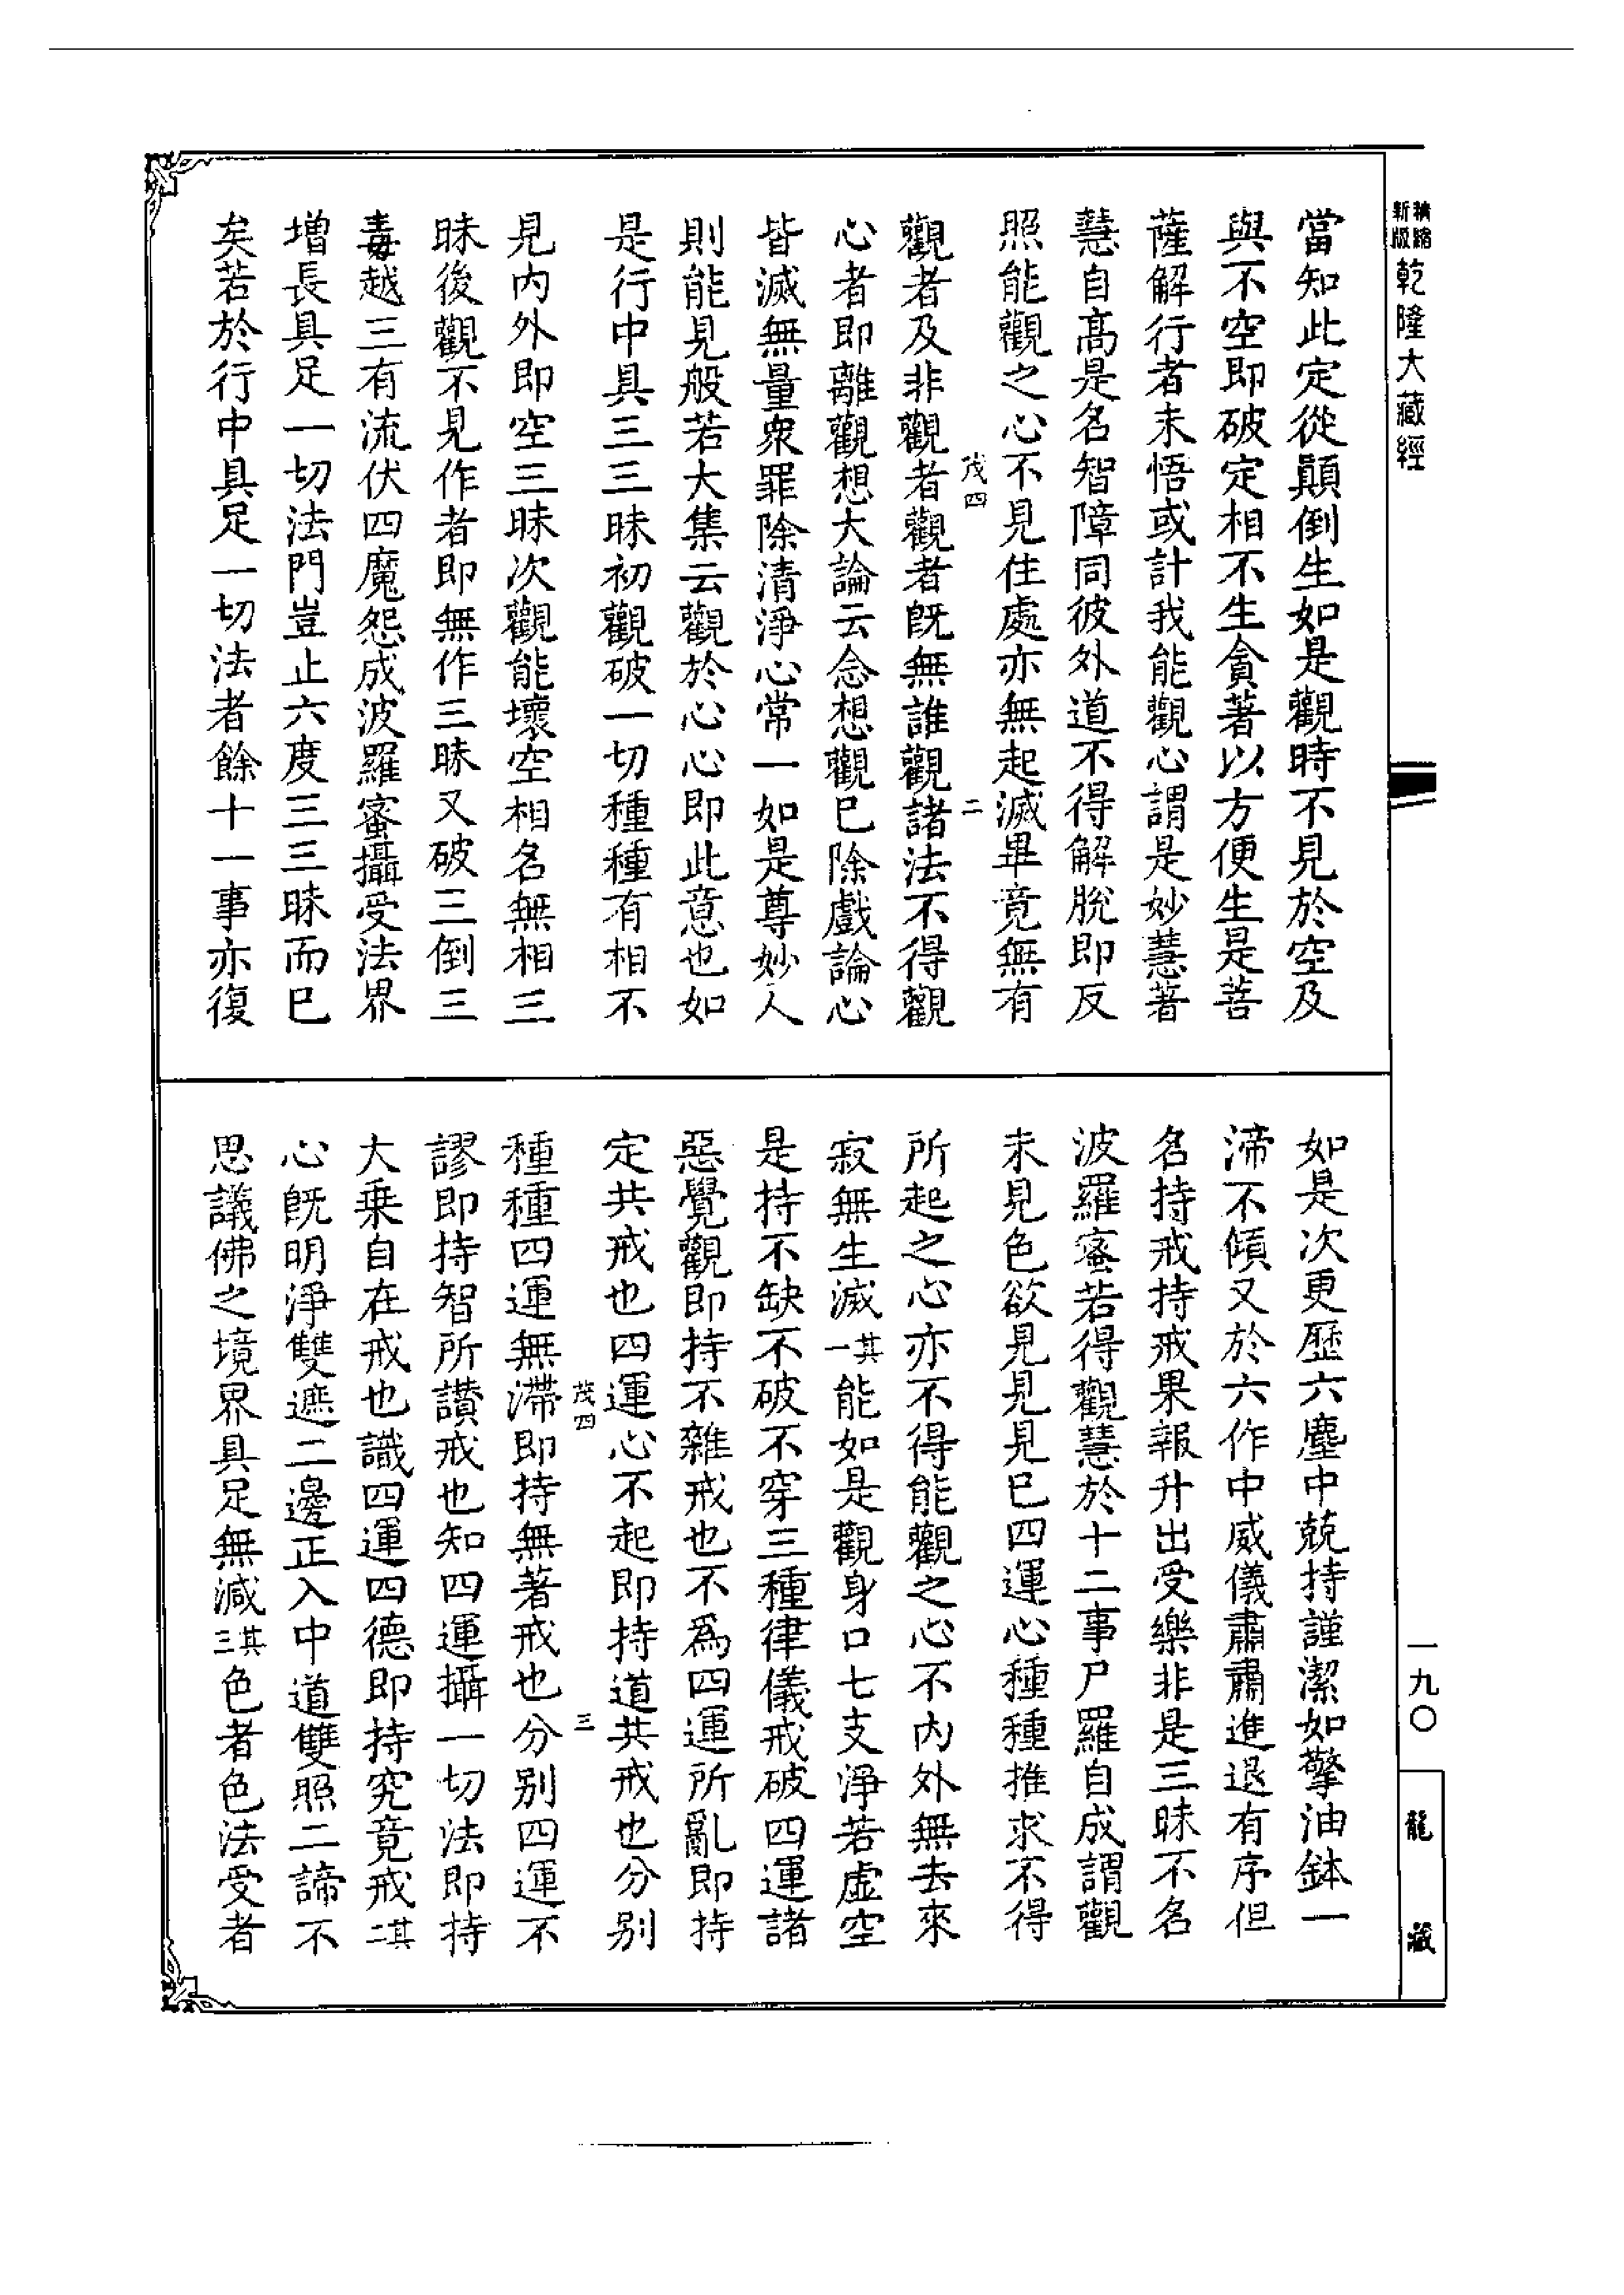 精縮新版乾隆大藏經
當知此定從顛倒生如是觀時不見於空及
與不空即破定相不生貪著以方便生是菩
薩解行者未悟或計我能觀心謂是妙慧著
慧自高是名智障同彼外道不得解脫即反
照能觀之心不見住處亦無起滅畢竟無有
茂四 二
觀者及非觀者觀者既無誰觀諸法不得觀
心者即離觀想大論云念想觀已除戲論心
皆滅無量眾罪除清淨心常一如是尊妙人
則能見般若大集云觀於心心即此意也如
是行中具三三昧初觀破一切種種有相不
見內外即空三昧次觀能壞空相名無相三
昧後觀不見作者即無作三昧又破三倒三
毒越三有流伏四魔怨成波羅蜜攝受法界
增長具足一切法門豈止六度三三昧而已
矣若於行中具足一切法者餘十一事亦復
如是次更歷六塵中兢持謹潔如擎油鉢一
渧不傾又於六作中威儀肅肅進退有序但
名持戒持戒果報升出受樂非是三昧不名
波羅蜜若得觀慧於十二事尸羅自成謂觀
未見色欲見見見已四運心種種推求不得
所起之心亦不得能觀之心不內外無去來
寂無生滅其一能如是觀身口七支淨若虛空
是持不缺不破不穿三種律儀戒破四運諸
惡覺觀即持不雜戒也不為四運所亂即持
定共戒也四運心不起即持道共戒也分別
茂四 三
種種四運無滯即持無著戒也分別四運不
謬即持智所讚戒也知四運攝一切法即持
大乘自在戒也識四運四德即持究竟戒其二
心既明淨雙遮二邊正入中道雙照二諦不
思議佛之境界具足無減其三色者色法受者
一九〇
龍藏